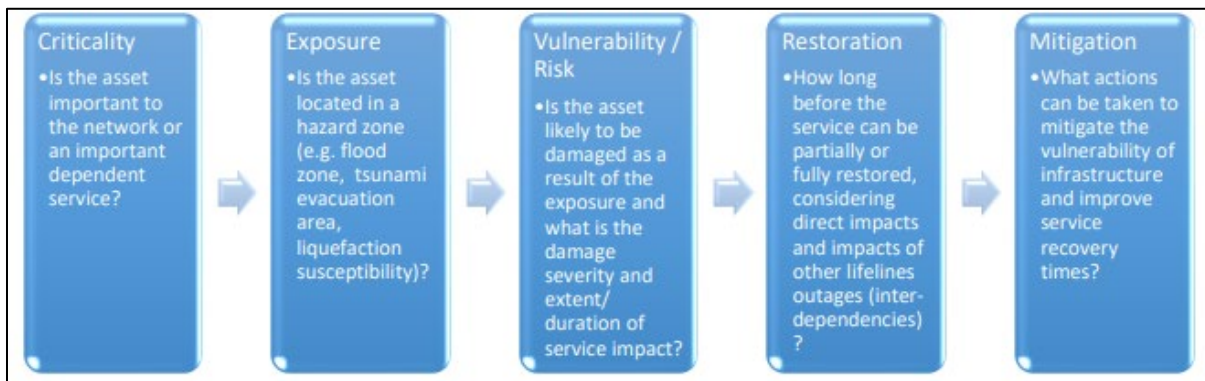 Criticality
•Is the asset
important to
the network or
an important
dependent
service?
Exposure
•Is the asset
located in a
hazard zone
(e.g. flood
zone, tsunami
evacuation
area,
liquefaction
susceptibility)?
Vulnerability /
Risk
•Is the asset
likely to be
damaged as a
result of the
exposure and
what is the
damage
severity and
extent/
duration of
service impact?
Restoration
•How long
before the
service can be
partially or
fully restored,
considering
direct impacts
and impacts of
other lifelines
outages (inter-
dependencies)
?
Mitigation
•What actions
can be taken to
mitigate the
vulnerability of
infrastructure
and improve
service
recovery
times?